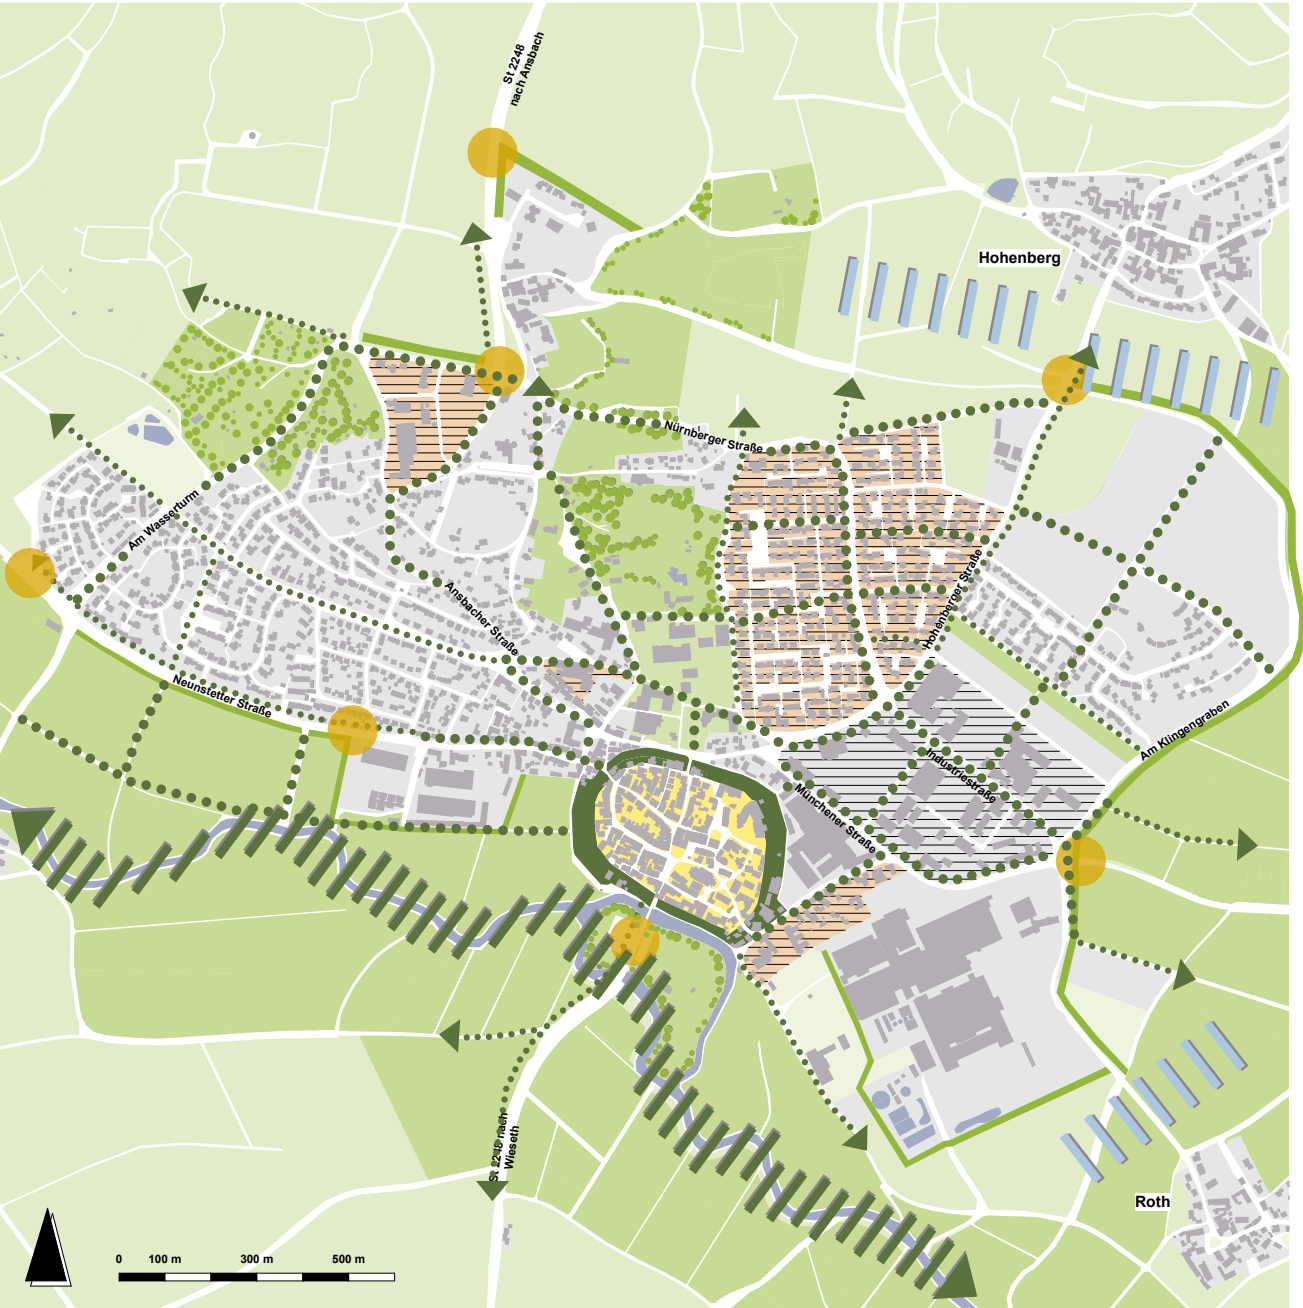 St 2248
nach Ansbach
Hohenberg
Nürnberger Straße
Am Wasserturm
Ansbacher Straße
Hohenberger Straße
Neunstetter Straße
Am Klingengraben
Industriestraße
Münchener Straße
St 2248 nach
Wieseth
Roth
0 100 m 300 m 500 m